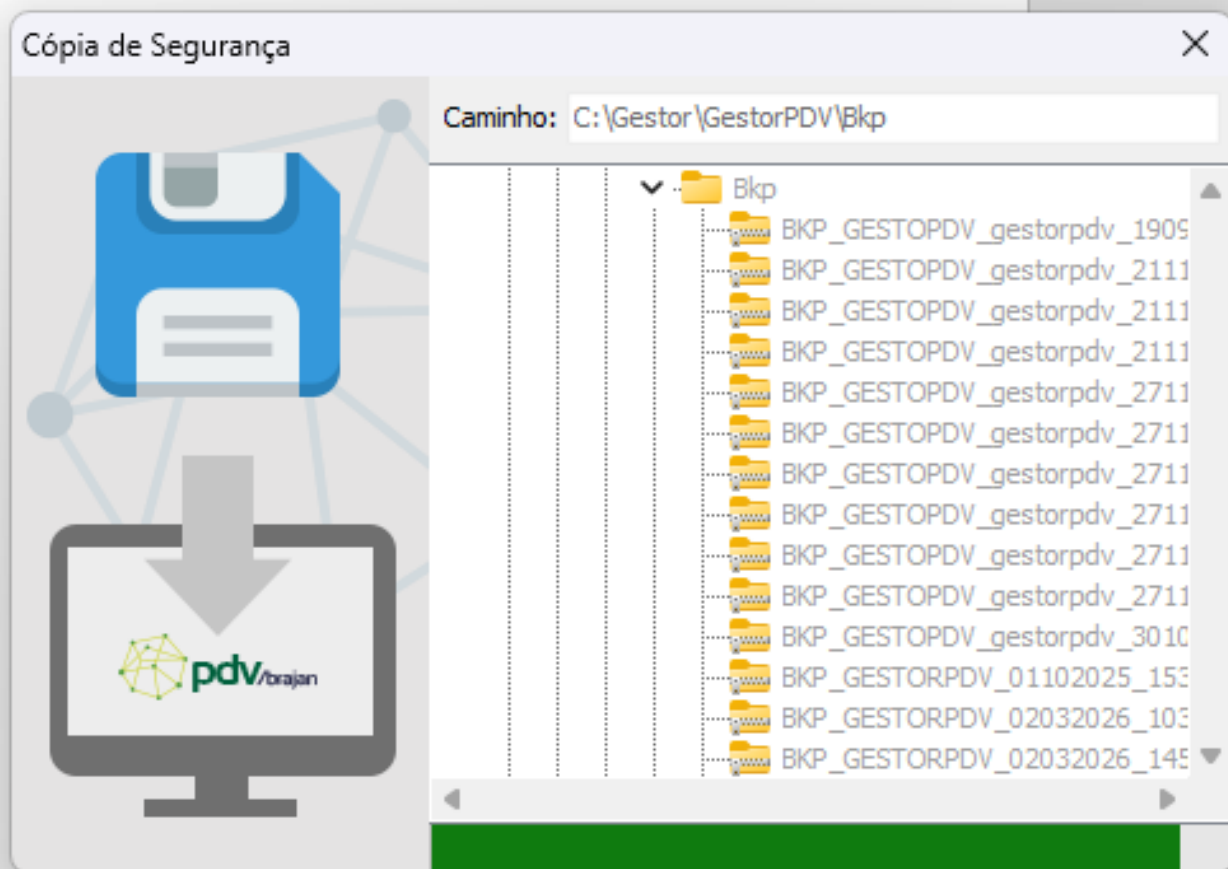 Cópia de Segurança
Caminho: C:\Gestor\GestorPDV\Bkp
Bkp
BKP_GESTOPDV_gestorpdv_1909
BKP_GESTOPDV_gestorpdv_2111
BKP_GESTOPDV_gestorpdv_2111
BKP_GESTOPDV_gestorpdv_2111
BKP_GESTOPDV_gestorpdv_2711
BKP_GESTOPDV_gestorpdv_2711
BKP_GESTOPDV_gestorpdv_2711
BKP_GESTOPDV_gestorpdv_2711
BKP_GESTOPDV_gestorpdv_2711
BKP_GESTOPDV_gestorpdv_2711
BKP_GESTOPDV_gestorpdv_3010
BKP_GESTORPDV_01102025_153
BKP_GESTORPDV_02032026_103
BKP_GESTORPDV_02032026_145
pdv/brajan